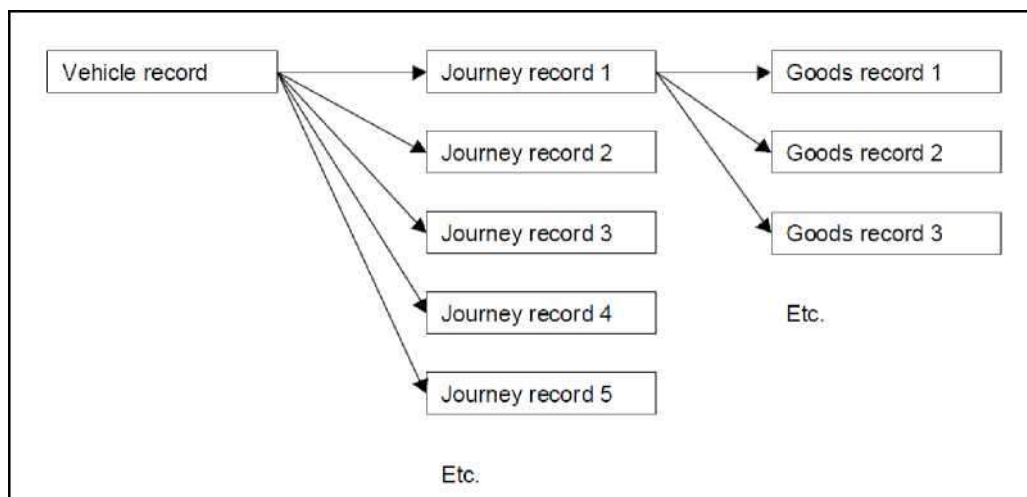 Vehicle record
Journey record 1
Goods record 1
Journey record 2
Goods record 2
Journey record 3
Goods record 3
Journey record 4
Etc.
Journey record 5
Etc.